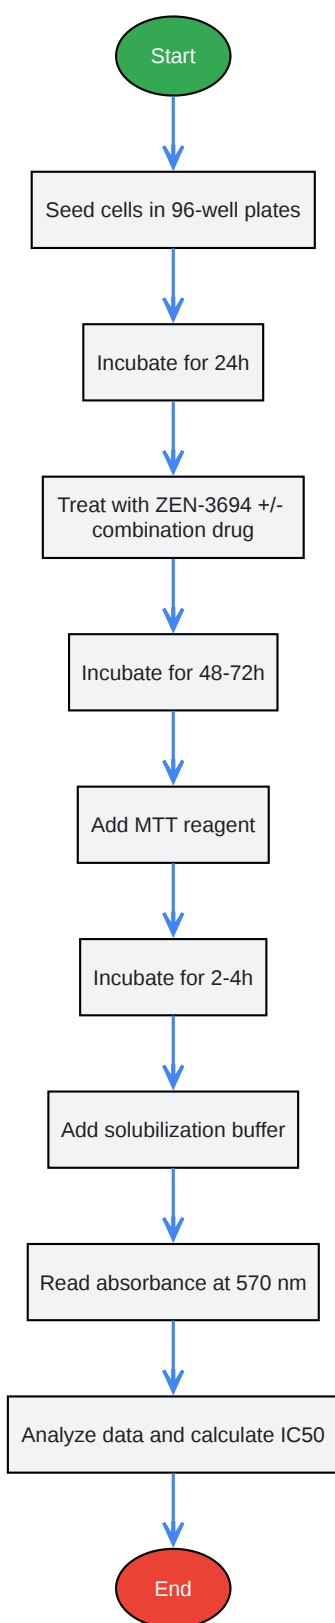 Start
Seed cells in 96-well plates
Incubate for 24h
Treat with ZEN-3694 +/-
combination drug
Incubate for 48-72h
Add MTT reagent
Incubate for 2-4h
Add solubilization buffer
Read absorbance at 570 nm
Analyze data and calculate IC50
End